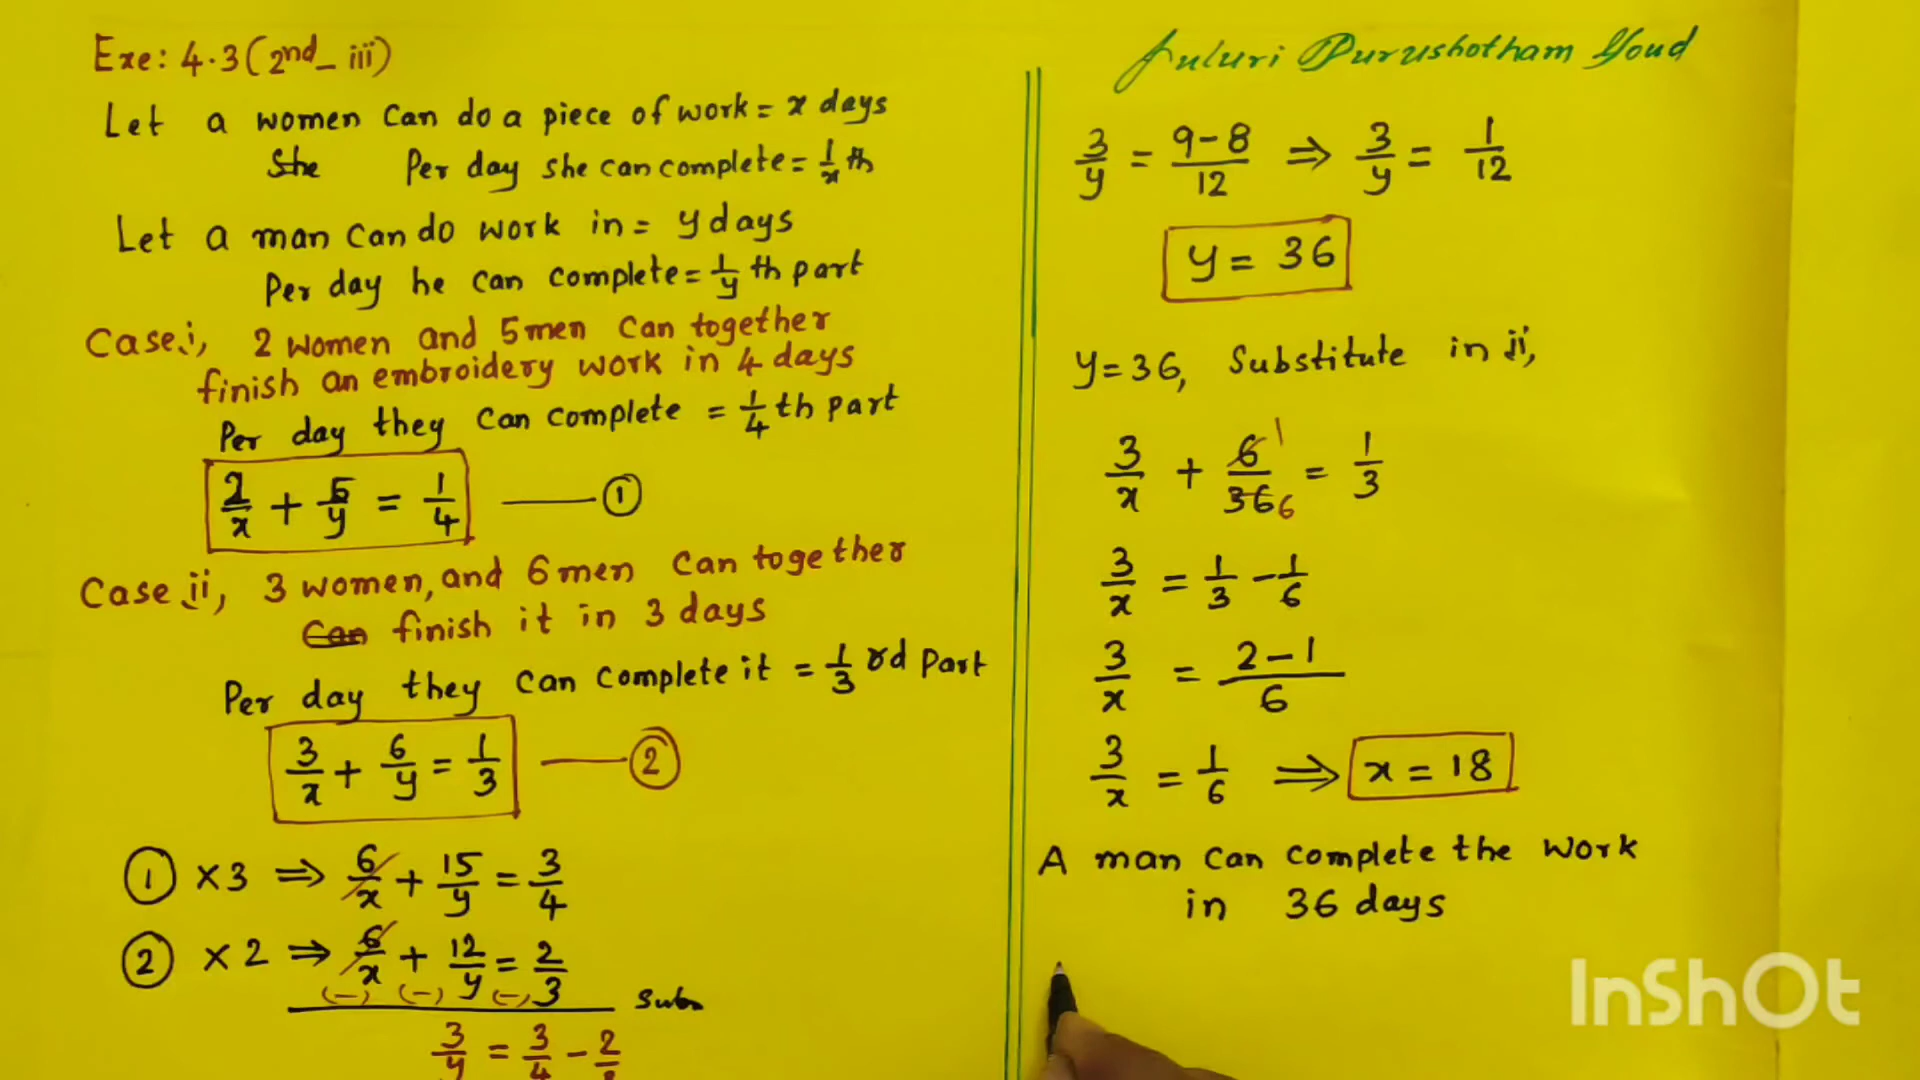 Exe: 4.3(2nd_ iii)
Let a women Can do a piece of work = x days
She Per day she can complete = 1/x th
Let a man Can do work in = y days
Per day he Can complete = 1/y th part
Case i, 2 women and 5 men Can together
finish an embroidery work in 4 days
Per day they Can complete = 1/4 th part
2/x + 5/y = 1/4 —— ①
Case ii, 3 women, and 6 men Can together
Can finish it in 3 days
Per day they Can Complete it = 1/3 rd Part
3/x + 6/y = 1/3 —— ②
① ×3 ⇒ 6/x + 15/y = 3/4
② ×2 ⇒ 6/x + 12/y = 2/3
(-) (-) (-)
3/y = 3/4 - 2/
Purushotham
3/y = 9-8/12 ⇒ 3/y = 1/12
y = 36
y = 36, Substitute in ii,
3/x + 6/36 = 1/3
1
6
3/x = 1/3 - 1/6
3/x = 2-1/6
3/x = 1/6 ⇒ x = 18
A man Can Complete the work
in 36 days
InShOt